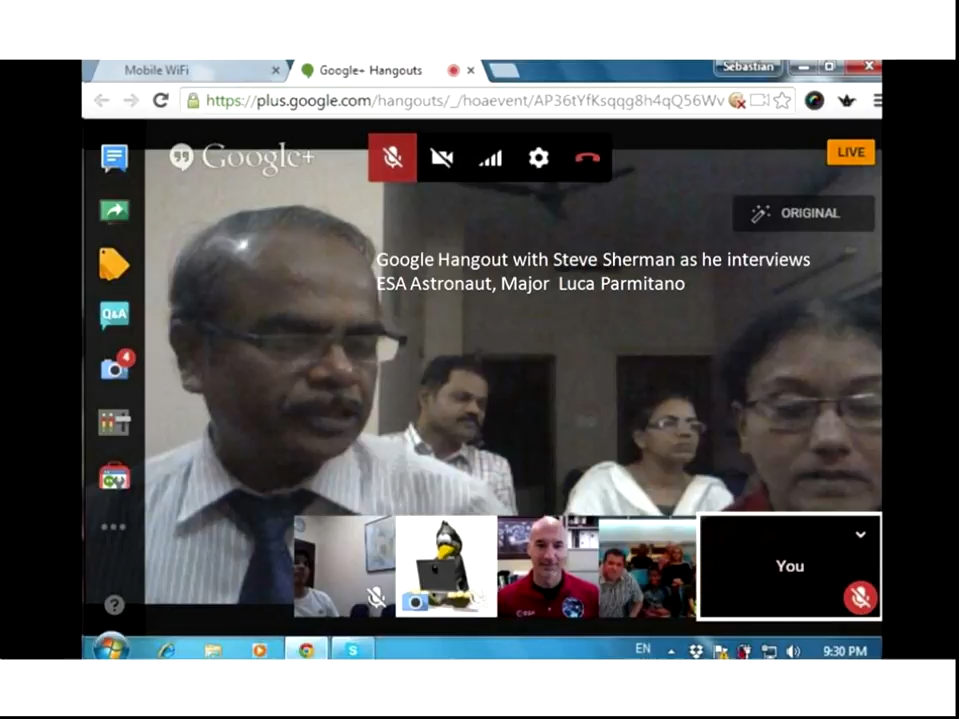 Mobile WiFi
Google+ Hangouts
Sebastian
https://plus.google.com/hangouts/_/hoaevent/AP36tYfKsqqg8h4qQ56Wv
Google+
LIVE
ORIGINAL
Google Hangout with Steve Sherman as he interviews
ESA Astronaut, Major Luca Parmitano
Q&A
4
You
EN
9:30 PM